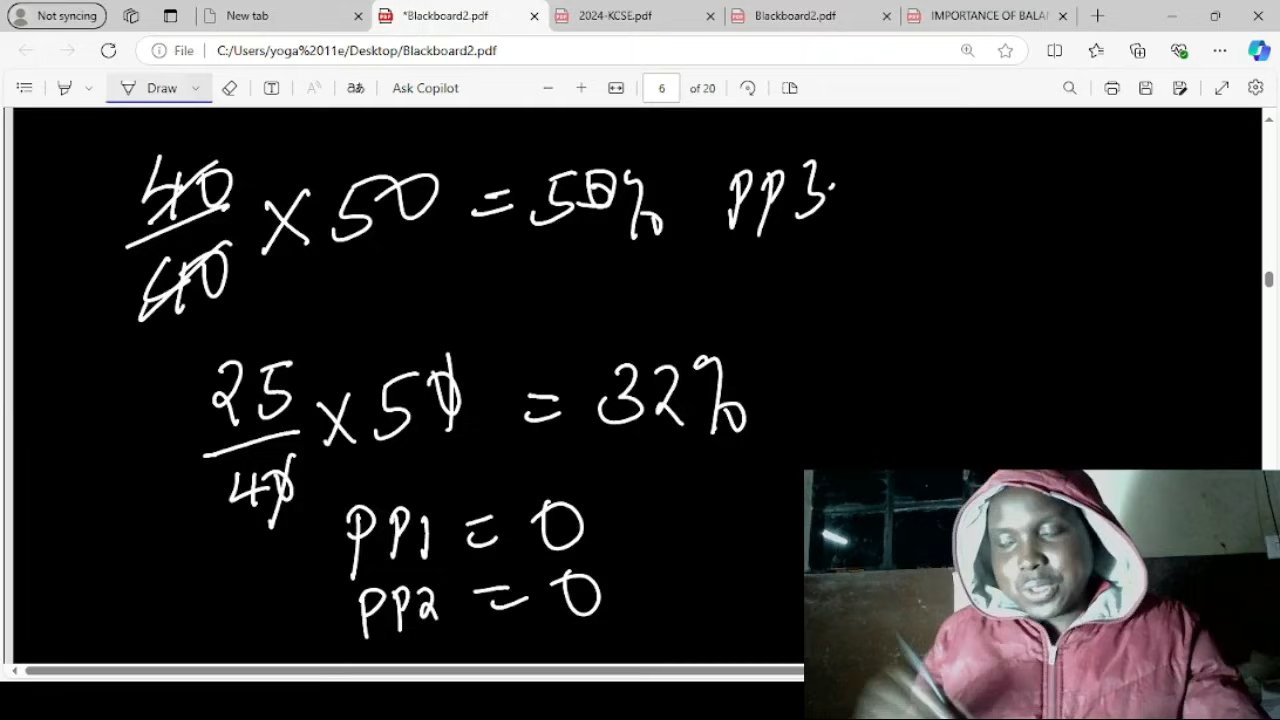 Not syncing
New tab
*Blackboard2.pdf
2024-KCSE.pdf
Blackboard2.pdf
IMPORTANCE OF BALAN
File
C:/Users/yoga%2011e/Desktop/Blackboard2.pdf
Draw
Ask Copilot
6 of 20
40/40 × 50 = 50% PP3
25/40 × 50 = 32%
PP1 = 0
PP2 = 0